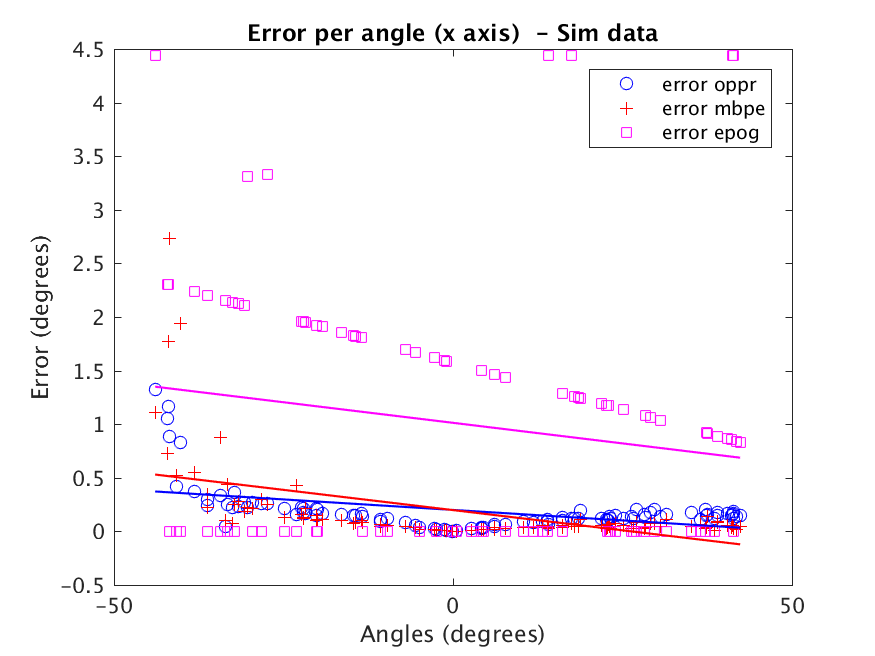 Error per angle (x axis)  - Sim data
4.5
4
3.5
3
2.5
2
1.5
1
0.5
0
-0.5
Error (degrees)
error oppr
error mbpe
error epog
-50
0
50
Angles (degrees)